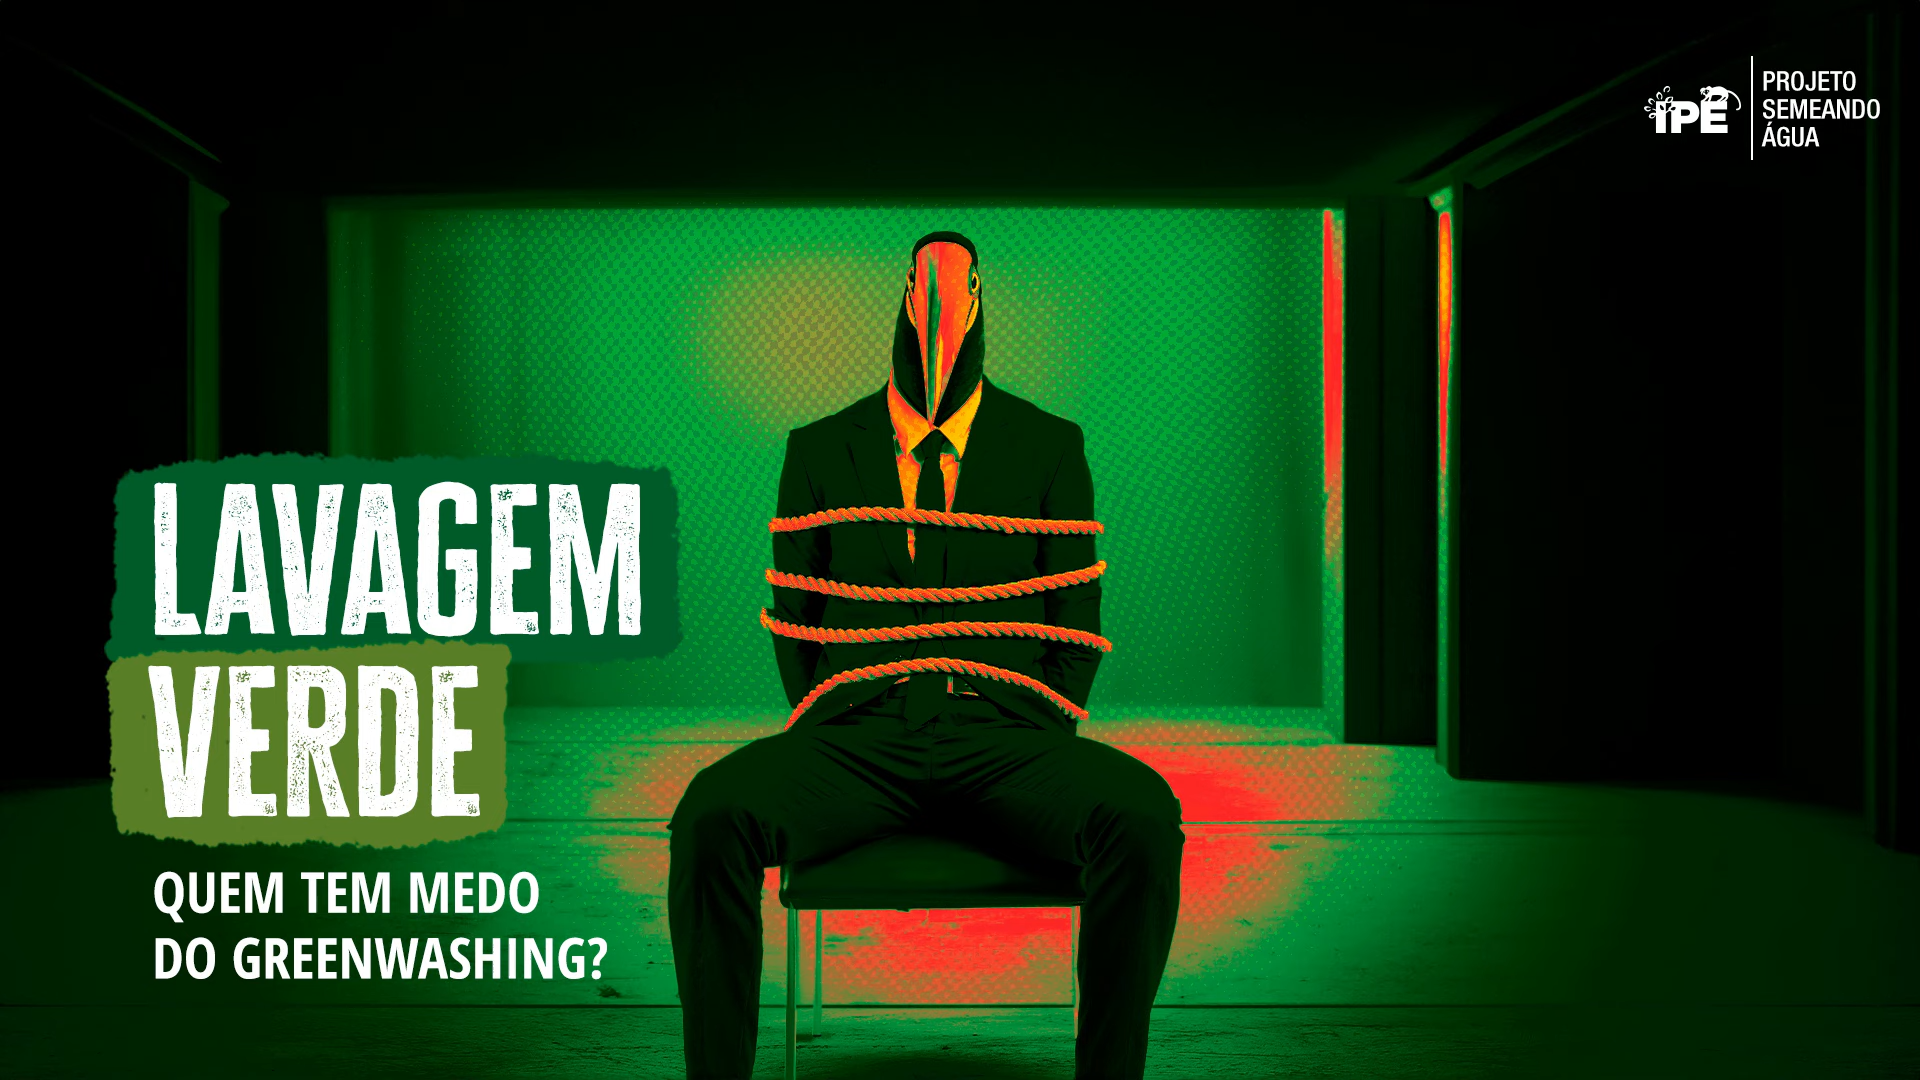 IPÊ
PROJETO
SEMEANDO
ÁGUA
LAVAGEM
VERDE
QUEM TEM MEDO
DO GREENWASHING?